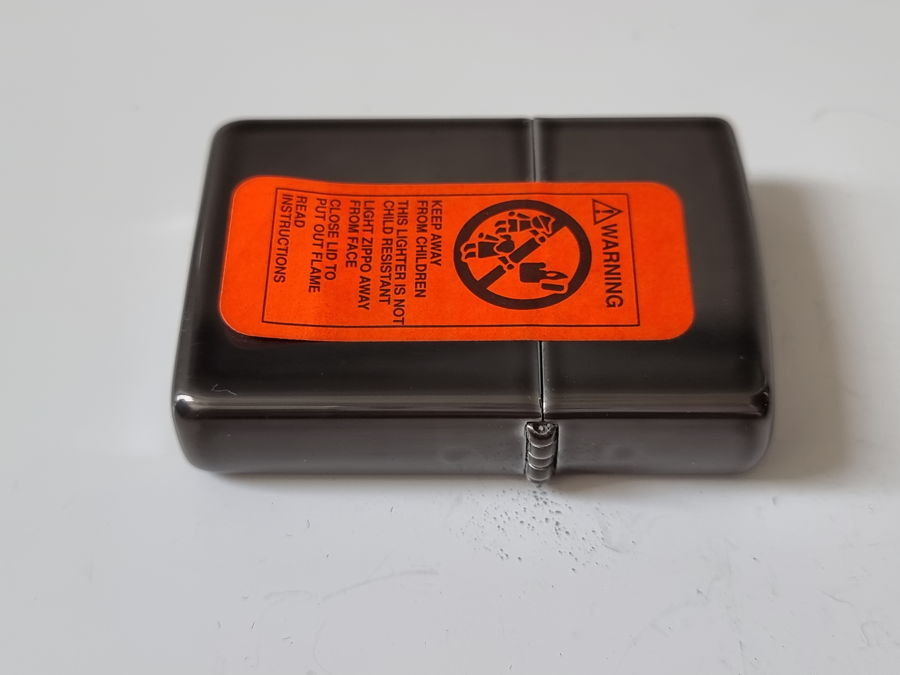 WARNING
KEEP AWAY
FROM CHILDREN
THIS LIGHTER IS NOT
CHILD RESISTANT
LIGHT ZIPPO AWAY
FROM FACE
CLOSE LID TO
PUT OUT FLAME
READ
INSTRUCTIONS